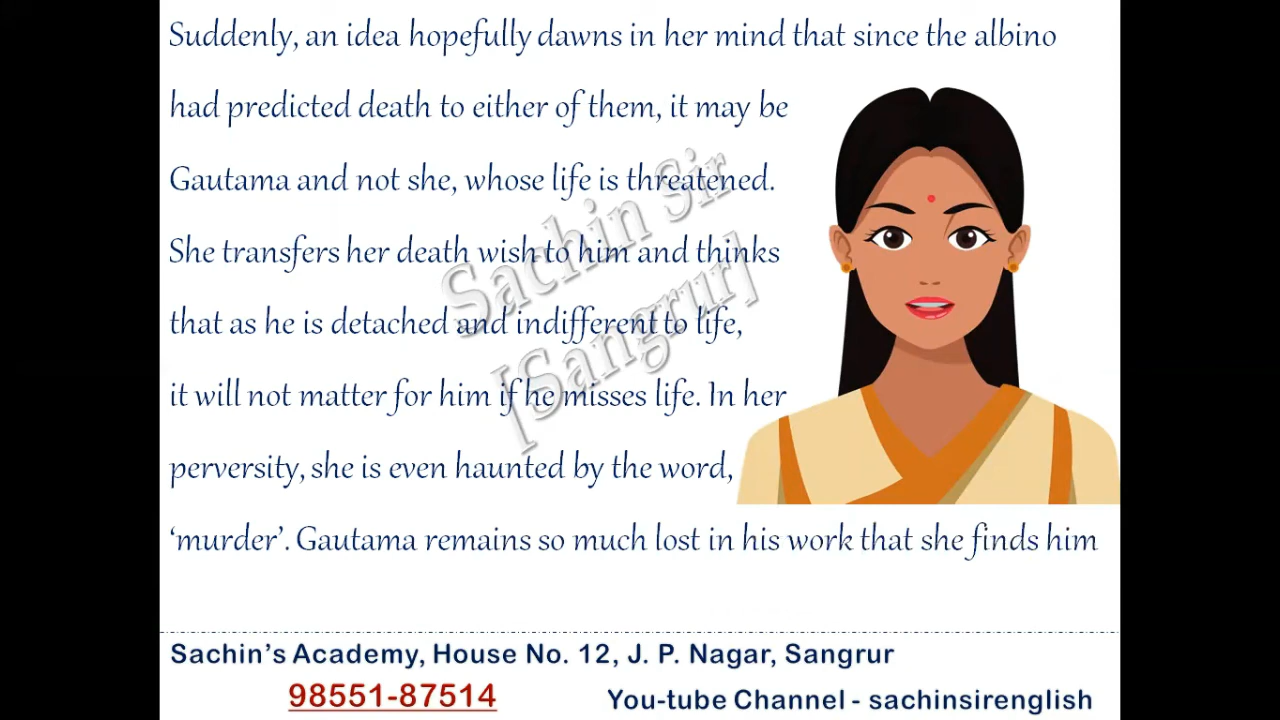 Suddenly, an idea hopefully dawns in her mind that since the albino
had predicted death to either of them, it may be
Gautama and not she, whose life is threatened.
She transfers her death wish to him and thinks
that as he is detached and indifferent to life,
it will not matter for him if he misses life. In her
perversity, she is even haunted by the word,
‘murder’. Gautama remains so much lost in his work that she finds him
Sachin Sir
[Sangrur]
Sachin’s Academy, House No. 12, J. P. Nagar, Sangrur
98551-87514
You-tube Channel - sachinsirenglish